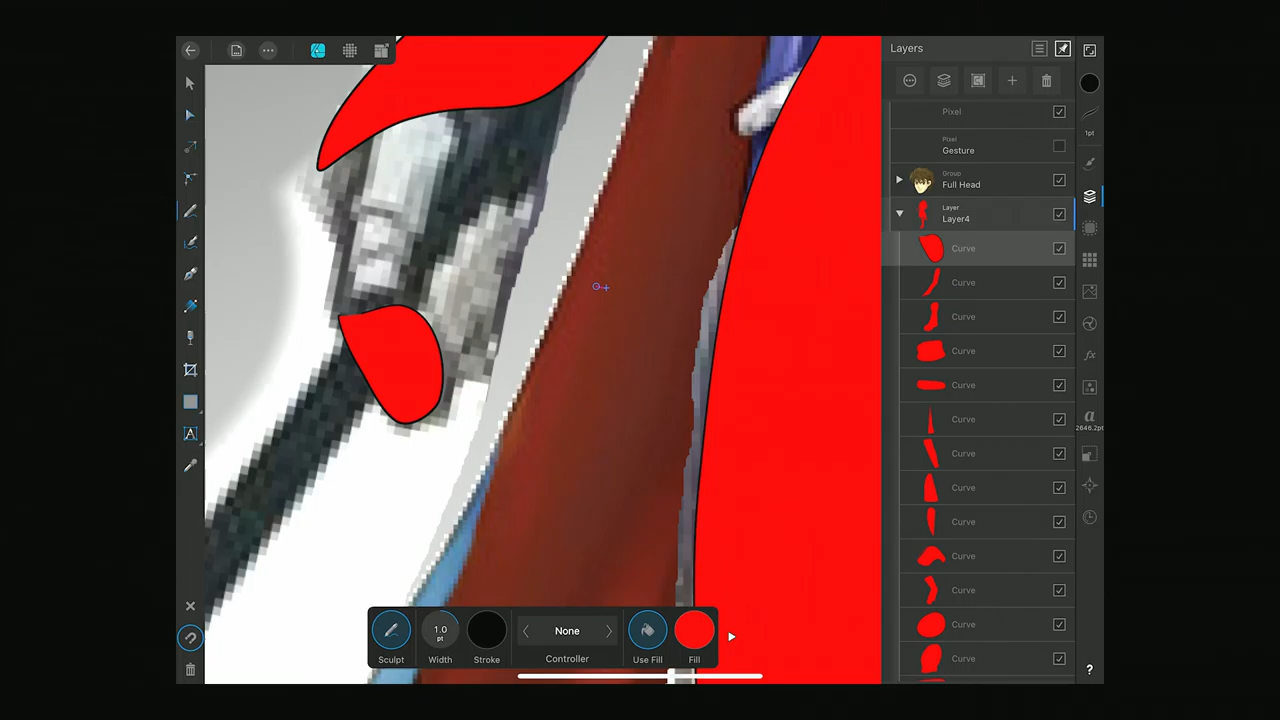 Layers
Pixel
Pixel
Gesture
Group
Full Head
Layer
Layer4
Curve
Curve
Curve
Curve
Curve
Curve
Curve
Curve
Curve
Curve
Curve
Curve
Curve
1pt
fx
a
2646.2pt
?
A
1.0
pt
None
Sculpt
Width
Stroke
Controller
Use Fill
Fill